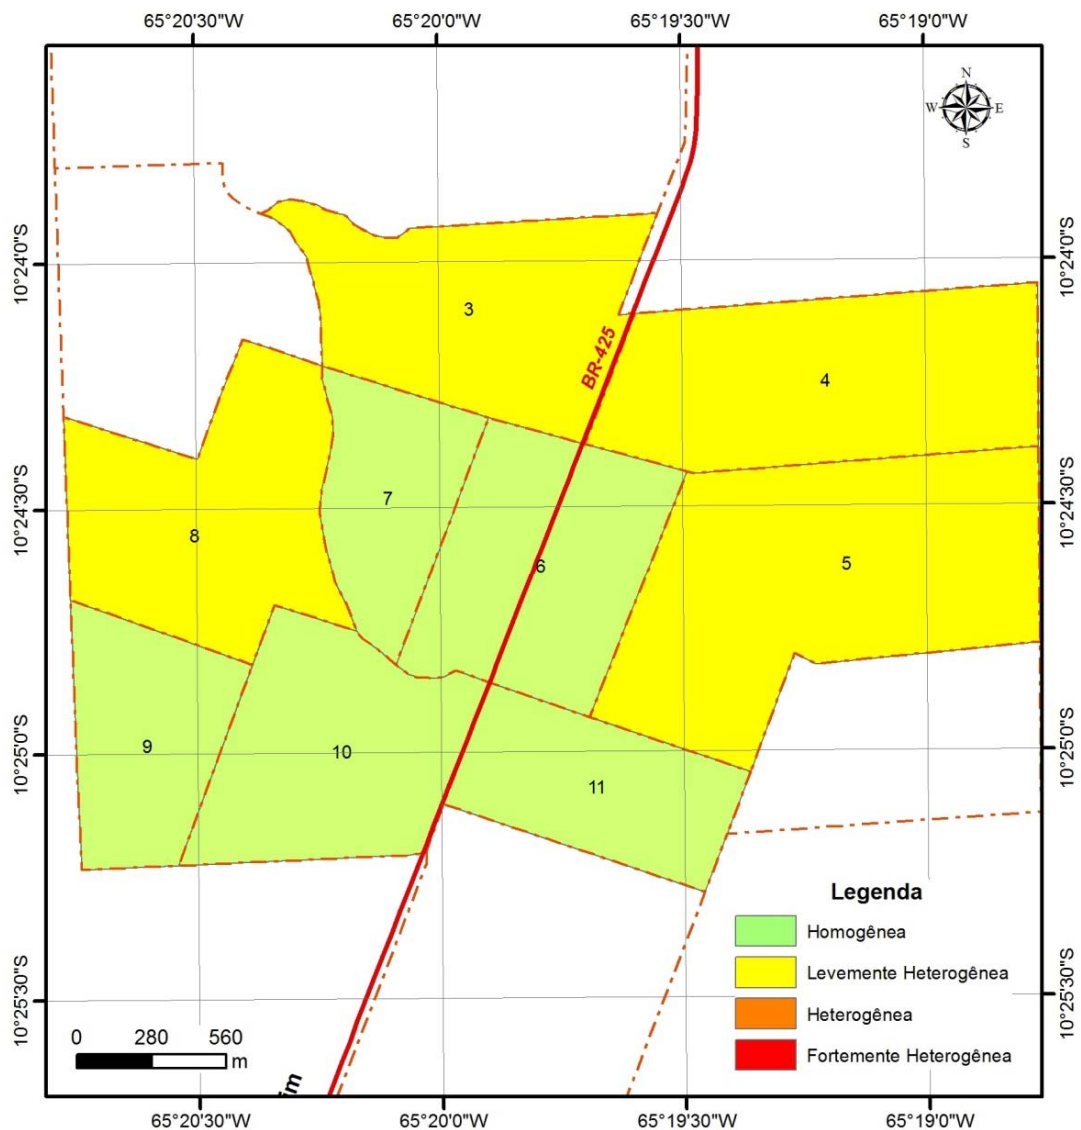 65°20'30"W 65°20'0"W 65°19'30"W 65°19'0"W
N
W E
S
10°24'0"S 10°24'0"S
3
BR-425
4
7
8
10°24'30"S 10°24'30"S
6
5
9
10
11
10°25'0"S 10°25'0"S
Legenda
Homogênea
Levemente Heterogênea
Heterogênea
Fortemente Heterogênea
10°25'30"S 10°25'30"S
0 280 560
m
im
65°20'30"W 65°20'0"W 65°19'30"W 65°19'0"W